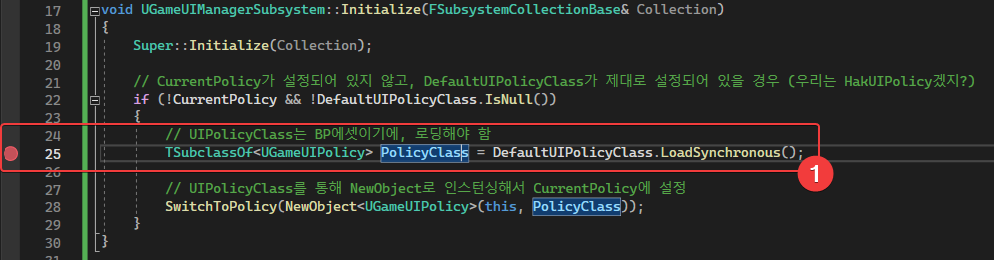 17 void UGameUIManagerSubsystem::Initialize(FSubsystemCollectionBase& Collection)
18 {
19 Super::Initialize(Collection);
20
21 // CurrentPolicy가 설정되어 있지 않고, DefaultUIPolicyClass가 제대로 설정되어 있을 경우 (우리는 HakUIPolicy겠지?)
22 if (!CurrentPolicy && !DefaultUIPolicyClass.IsNull())
23 {
24 // UIPolicyClass는 BP에셋이기에, 로딩해야 함
25 TSubclassOf<UGameUIPolicy> PolicyClass = DefaultUIPolicyClass.LoadSynchronous();
1
26
27 // UIPolicyClass를 통해 NewObject로 인스턴싱해서 CurrentPolicy에 설정
28 SwitchToPolicy(NewObject<UGameUIPolicy>(this, PolicyClass));
29 }
30 }
31